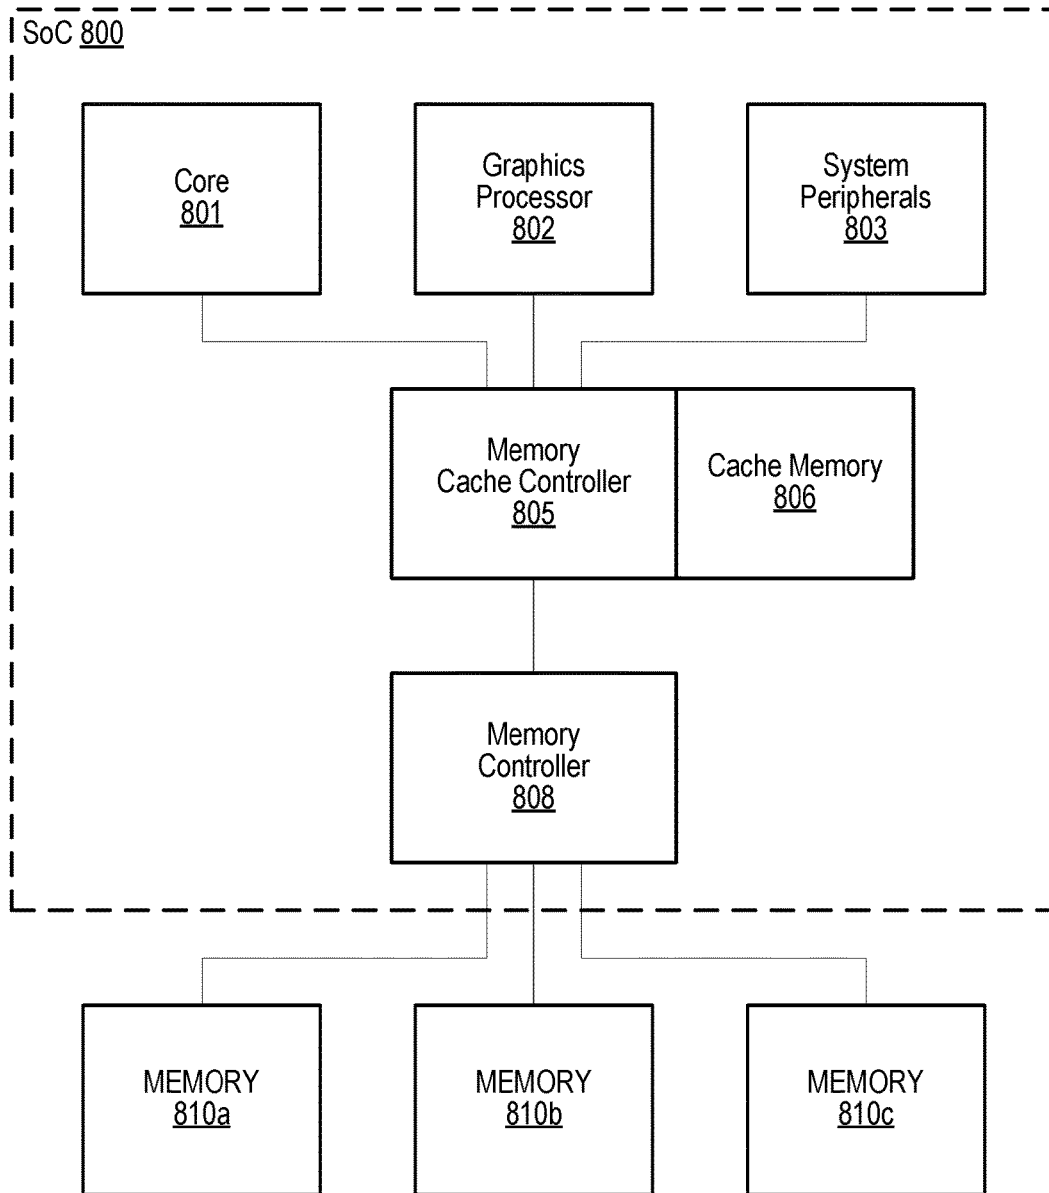 SoC 800
Core
801
Graphics
Processor
802
System
Peripherals
803
Memory
Cache Controller
805
Cache Memory
806
Memory
Controller
808
MEMORY
810a
MEMORY
810b
MEMORY
810c